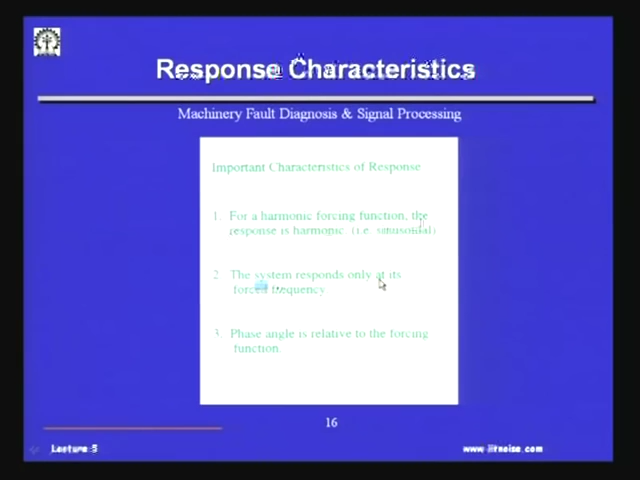 Response Characteristics
Machinery Fault Diagnosis & Signal Processing
Important Characteristics of Response
1. For a harmonic forcing function, the
response is harmonic. (i.e. sinusoidal)
2. The system responds only at its
forced frequency
3. Phase angle is relative to the forcing
function.
16
Lecture 5
www.iitnoise.com